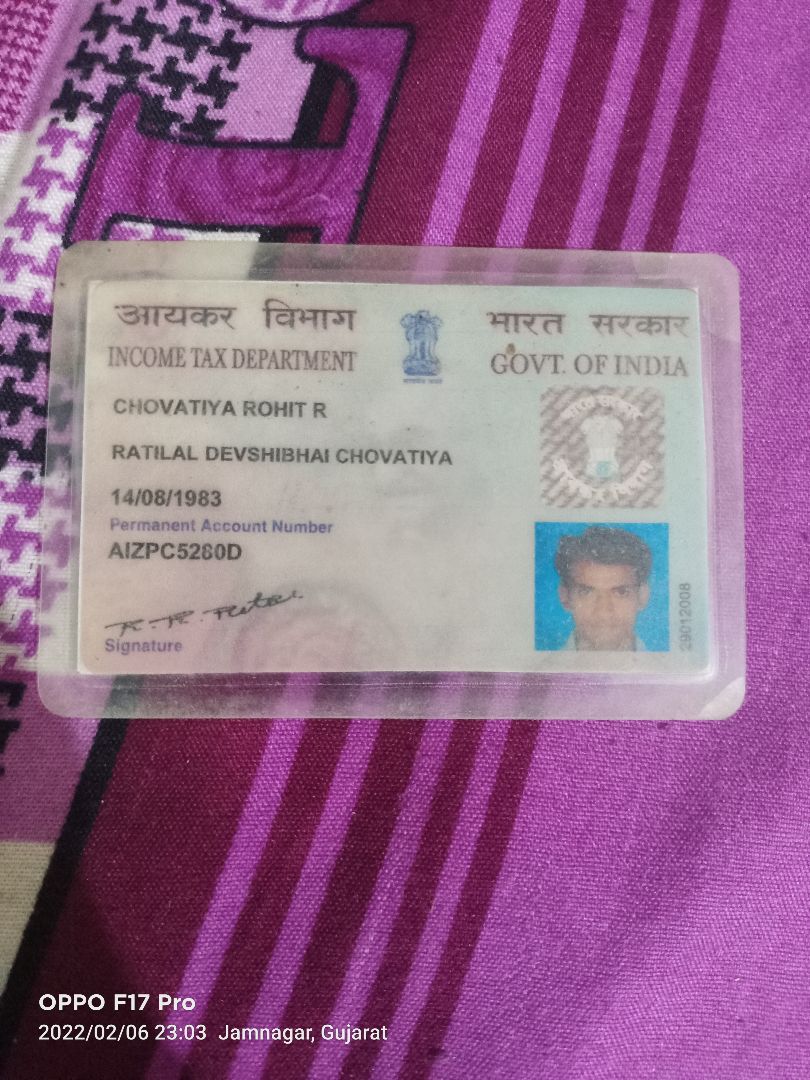 आयकर विभाग
INCOME TAX DEPARTMENT
भारत सरकार
GOVT. OF INDIA
CHOVATIYA ROHIT R
RATILAL DEVSHIBHAI CHOVATIYA
14/08/1983
Permanent Account Number
AIZPC5280D
Signature
29012008
OPPO F17 Pro
2022/02/06 23:03 Jamnagar, Gujarat